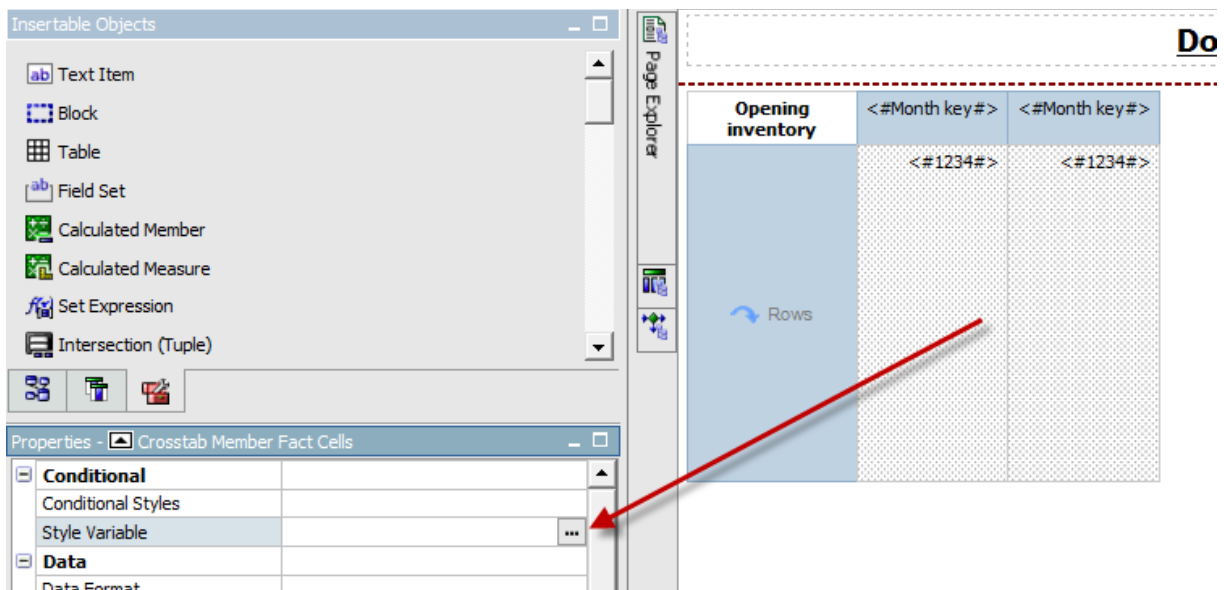 Insertable Objects
Text Item
Block
Table
Field Set
Calculated Member
Calculated Measure
Set Expression
Intersection (Tuple)
Properties - Crosstab Member Fact Cells
Conditional
Conditional Styles
Style Variable
...
Data
Data Format
Page Explorer
Do
Opening
inventory
<#Month key#> <#Month key#>
<#1234#> <#1234#>
Rows